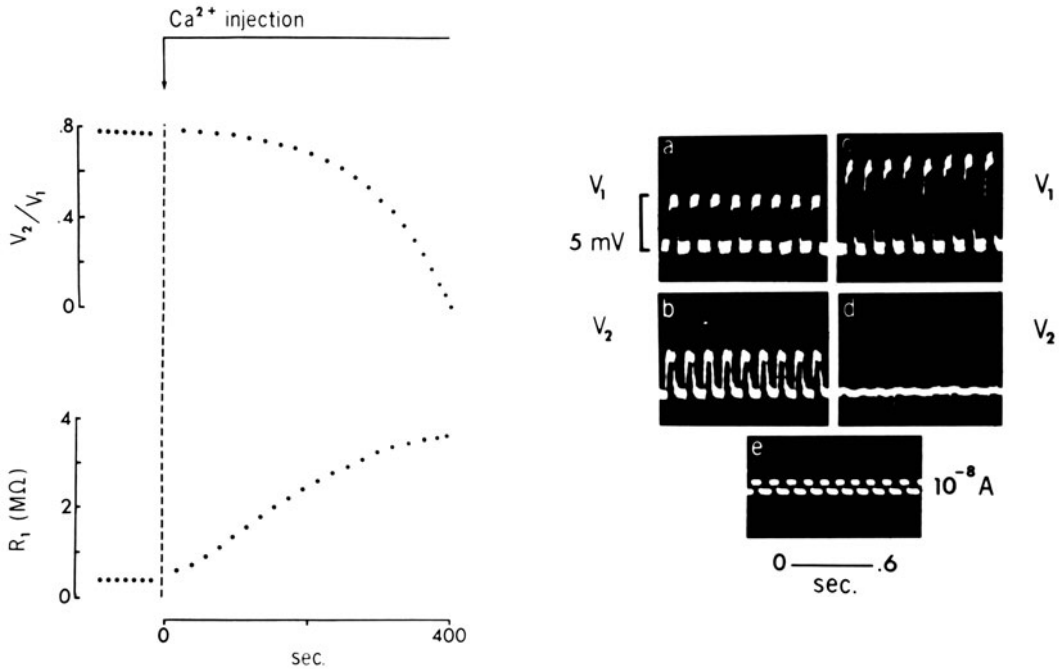 Ca²⁺ injection
.8
.4
0
V₂/V₁
4
2
0
R₁ (MΩ)
0
400
sec.
a
c
V₁
V₁
5 mV
b
d
V₂
V₂
e
10⁻⁸ A
0
.6
sec.